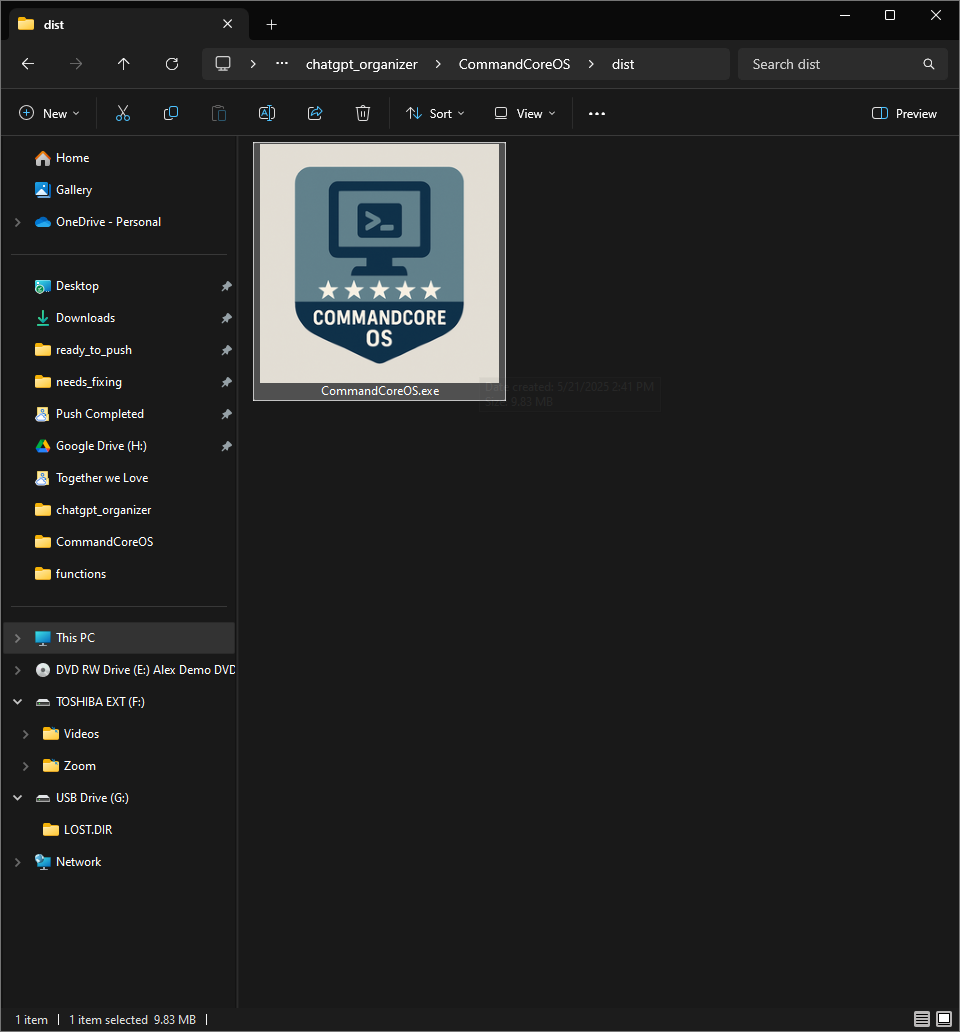 dist
chatgpt_organizer
CommandCoreOS
dist
Search dist
New
Sort
View
Preview
Home
Gallery
OneDrive - Personal
Desktop
Downloads
ready_to_push
needs_fixing
Push Completed
Google Drive (H:)
Together we Love
chatgpt_organizer
CommandCoreOS
functions
This PC
DVD RW Drive (E:) Alex Demo DVD
TOSHIBA EXT (F:)
Videos
Zoom
USB Drive (G:)
LOST.DIR
Network
COMMANDCORE
OS
CommandCoreOS.exe
Date created: 5/21/2025 2:41 PM
Size: 9.83 MB
1 item
1 item selected 9.83 MB